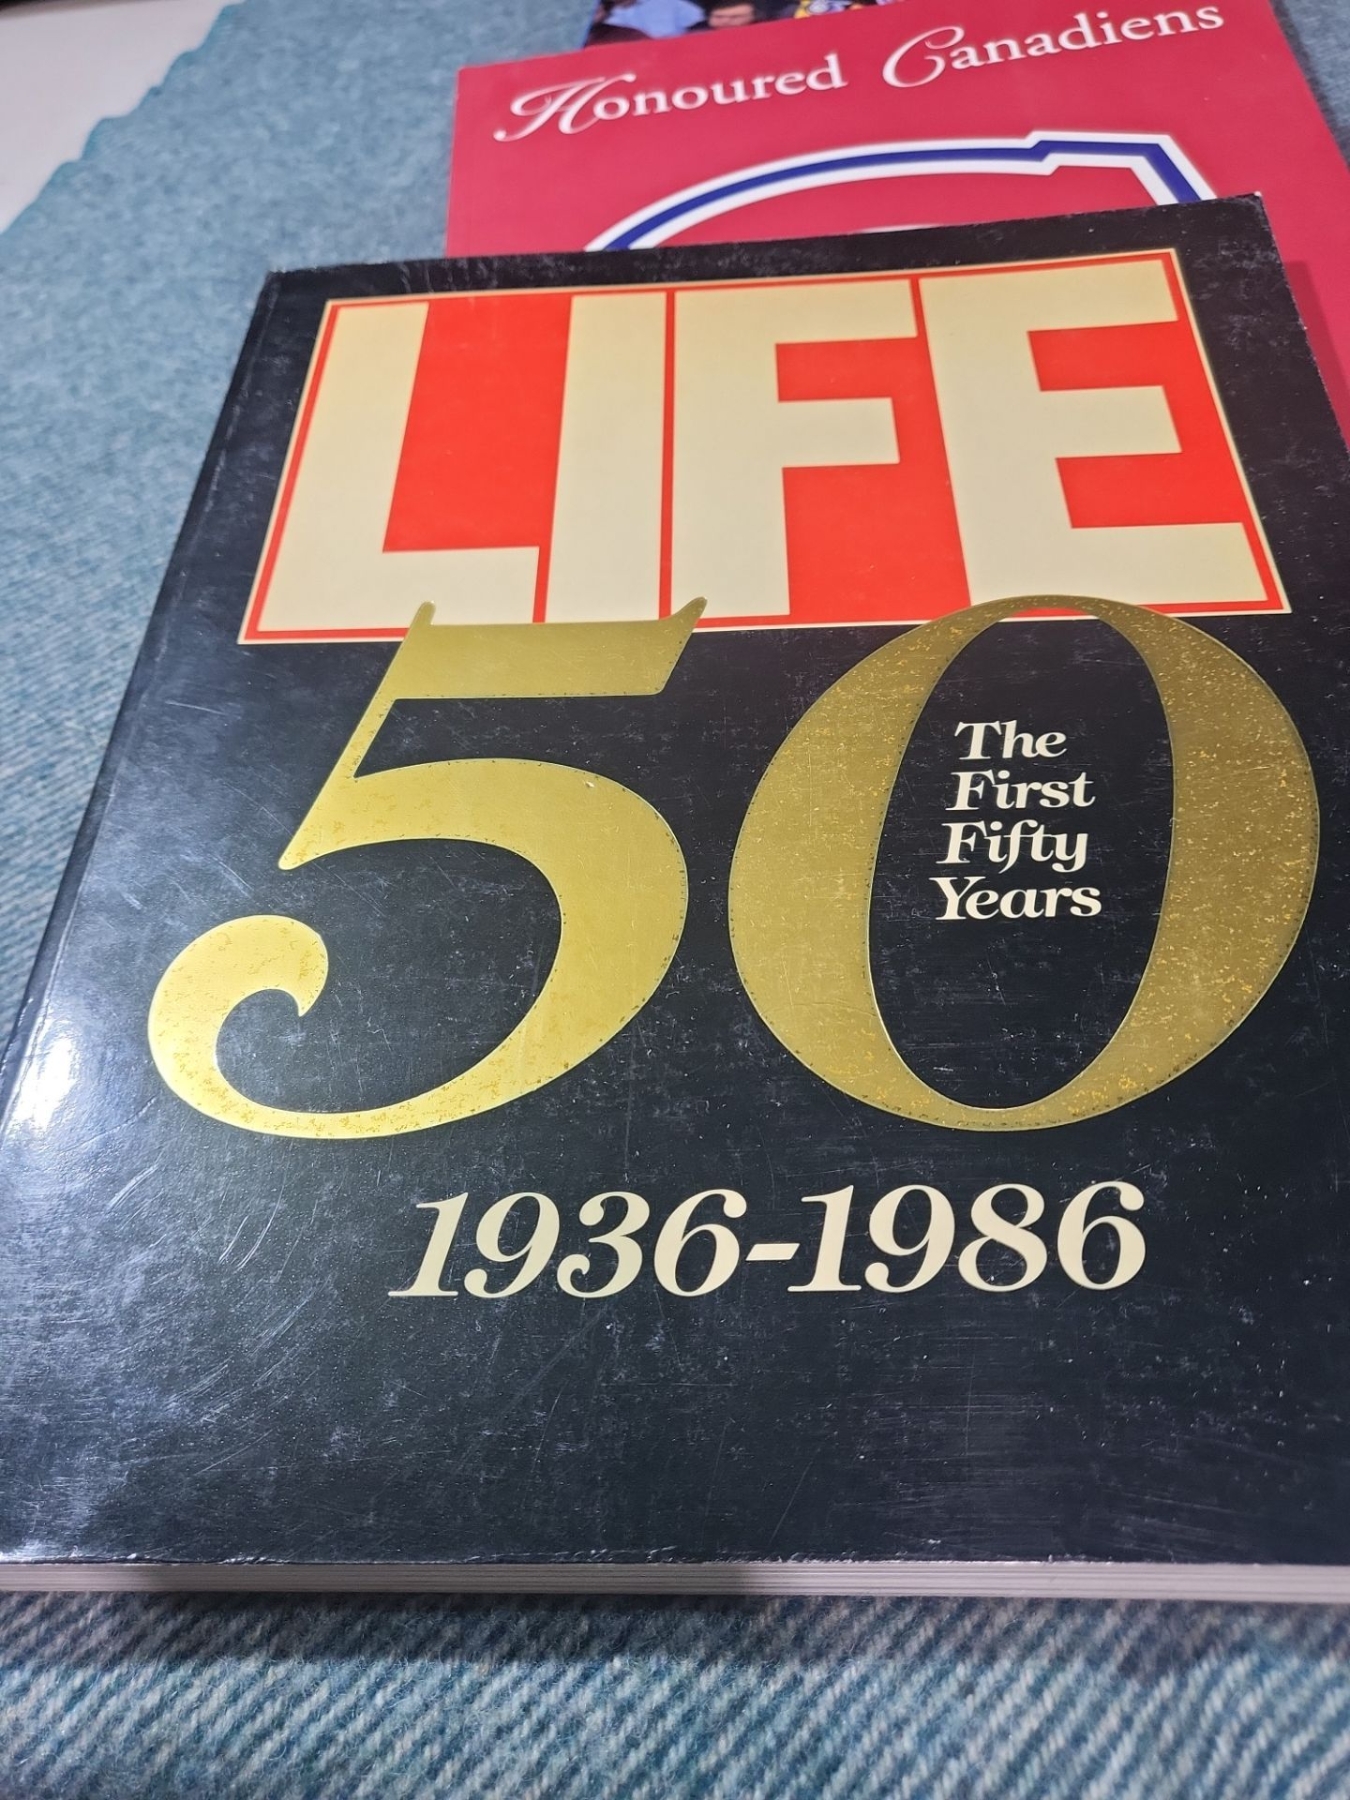 Honoured Canadiens
LIFE
50
The
First
Fifty
Years
1936-1986